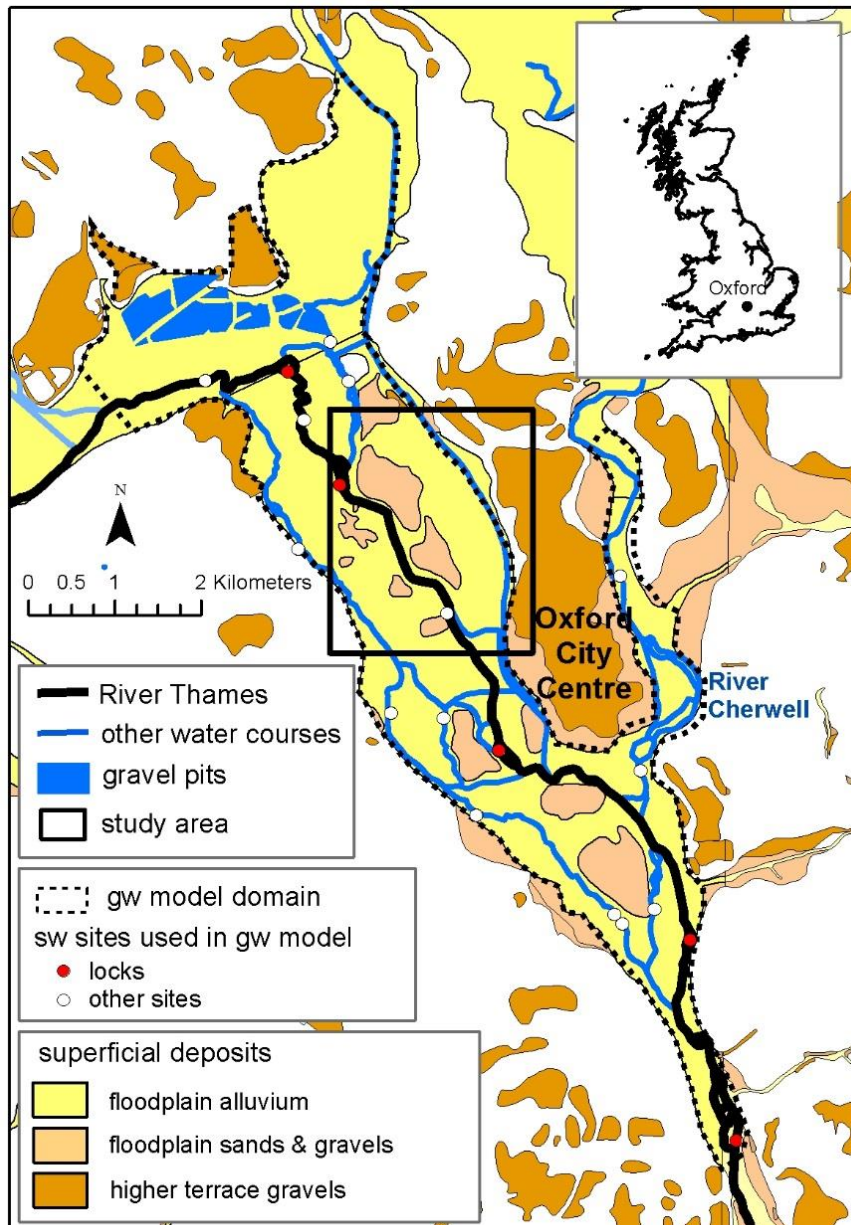 Oxford
N
0 0.5 1 2 Kilometers
Oxford
City
Centre
River
Cherwell
River Thames
other water courses
gravel pits
study area
gw model domain
sw sites used in gw model
locks
other sites
superficial deposits
floodplain alluvium
floodplain sands & gravels
higher terrace gravels